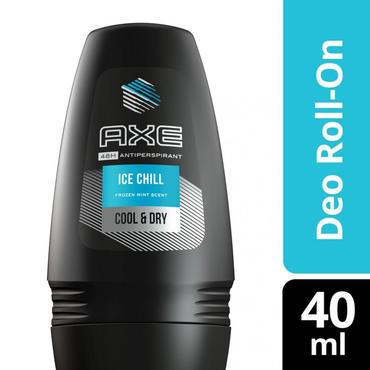 AXE
48H ANTIPERSPIRANT
ICE CHILL
FROZEN MINT SCENT
COOL & DRY
Deo Roll-On
40
ml